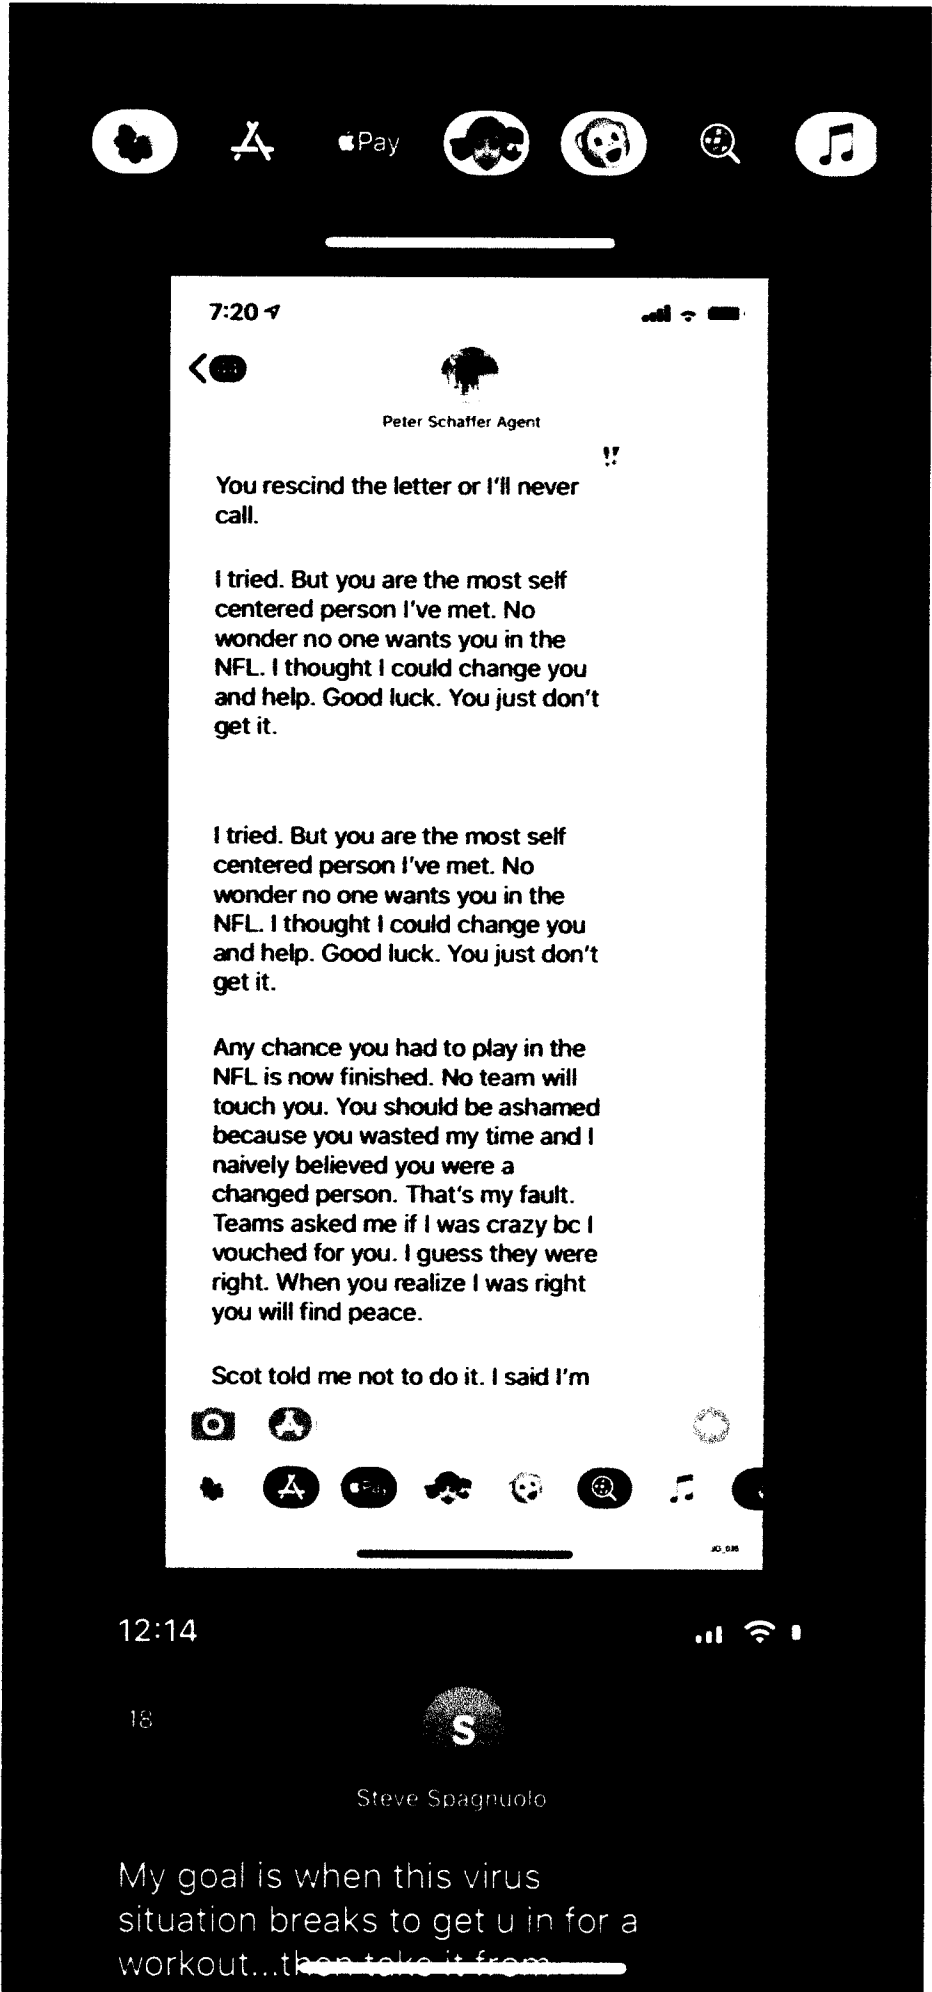 Pay
7:20
Peter Schaffer Agent
You rescind the letter or I'll never
call.
I tried. But you are the most self
centered person I've met. No
wonder no one wants you in the
NFL. I thought I could change you
and help. Good luck. You just don't
get it.
I tried. But you are the most self
centered person I've met. No
wonder no one wants you in the
NFL. I thought I could change you
and help. Good luck. You just don't
get it.
Any chance you had to play in the
NFL is now finished. No team will
touch you. You should be ashamed
because you wasted my time and I
naively believed you were a
changed person. That's my fault.
Teams asked me if I was crazy bc I
vouched for you. I guess they were
right. When you realize I was right
you will find peace.
Scot told me not to do it. I said I'm
Pay
12:14
18
S
Steve Spagnuolo
My goal is when this virus
situation breaks to get u in for a
workout...then take it from